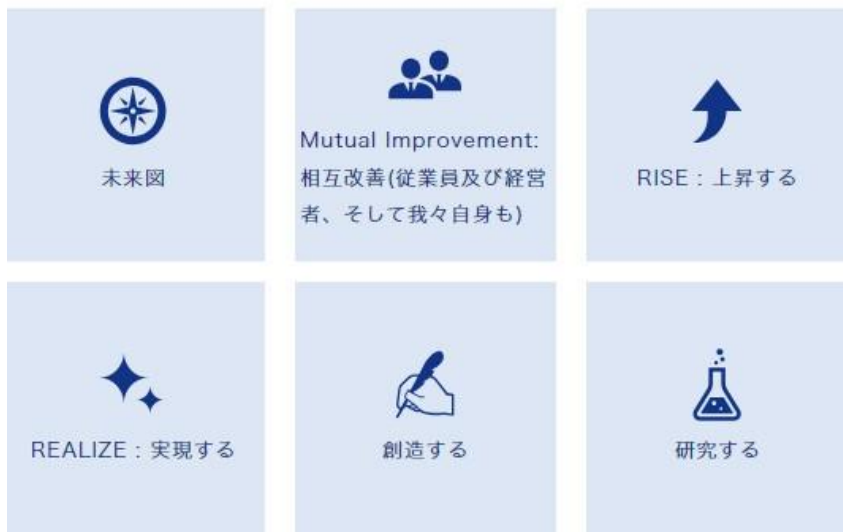 未来図
Mutual Improvement:
相互改善(従業員及び経営
者、そして我々自身も)
RISE：上昇する
REALIZE：実現する
創造する
研究する